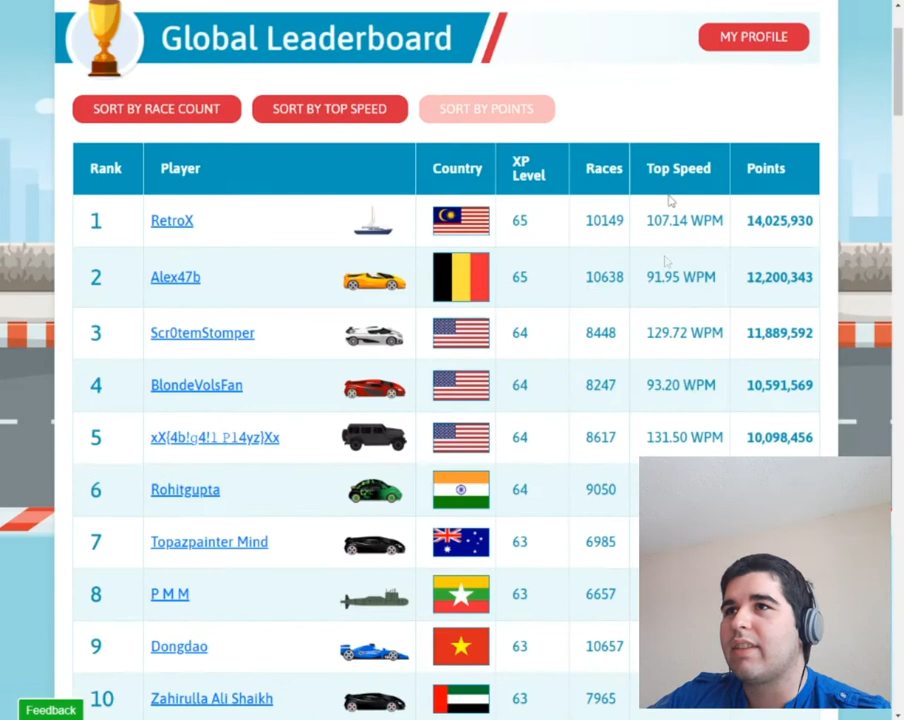 Global Leaderboard
MY PROFILE
SORT BY RACE COUNT SORT BY TOP SPEED SORT BY POINTS
Rank Player Country XP Level Races Top Speed Points
1 RetroX 65 10149 107.14 WPM 14,025,930
2 Alex47b 65 10638 91.95 WPM 12,200,343
3 Scr0temStomper 64 8448 129.72 WPM 11,889,592
4 BlondeVolsFan 64 8247 93.20 WPM 10,591,569
5 xX{4b!g4!1 P14yz}Xx 64 8617 131.50 WPM 10,098,456
6 Rohitgupta 64 9050
7 Topazpainter Mind 63 6985
8 P M M 63 6657
9 Dongdao 63 10657
10 Zahirulla Ali Shaikh 63 7965
Feedback